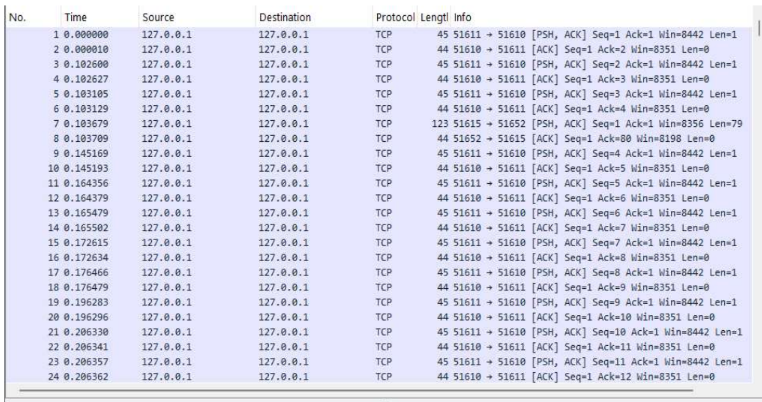 No. Time Source Destination Protocol Lengtl Info
1 0.000000 127.0.0.1 127.0.0.1 TCP 45 51611 → 51610 [PSH, ACK] Seq=1 Ack=1 Win=8442 Len=1
2 0.000010 127.0.0.1 127.0.0.1 TCP 44 51610 → 51611 [ACK] Seq=1 Ack=2 Win=8351 Len=0
3 0.102600 127.0.0.1 127.0.0.1 TCP 45 51611 → 51610 [PSH, ACK] Seq=2 Ack=1 Win=8442 Len=1
4 0.102627 127.0.0.1 127.0.0.1 TCP 44 51610 → 51611 [ACK] Seq=1 Ack=3 Win=8351 Len=0
5 0.103105 127.0.0.1 127.0.0.1 TCP 45 51611 → 51610 [PSH, ACK] Seq=3 Ack=1 Win=8442 Len=1
6 0.103129 127.0.0.1 127.0.0.1 TCP 44 51610 → 51611 [ACK] Seq=1 Ack=4 Win=8351 Len=0
7 0.103679 127.0.0.1 127.0.0.1 TCP 123 51615 → 51652 [PSH, ACK] Seq=1 Ack=1 Win=8356 Len=79
8 0.103709 127.0.0.1 127.0.0.1 TCP 44 51652 → 51615 [ACK] Seq=1 Ack=80 Win=8198 Len=0
9 0.145169 127.0.0.1 127.0.0.1 TCP 45 51611 → 51610 [PSH, ACK] Seq=4 Ack=1 Win=8442 Len=1
10 0.145193 127.0.0.1 127.0.0.1 TCP 44 51610 → 51611 [ACK] Seq=1 Ack=5 Win=8351 Len=0
11 0.164356 127.0.0.1 127.0.0.1 TCP 45 51611 → 51610 [PSH, ACK] Seq=5 Ack=1 Win=8442 Len=1
12 0.164379 127.0.0.1 127.0.0.1 TCP 44 51610 → 51611 [ACK] Seq=1 Ack=6 Win=8351 Len=0
13 0.165479 127.0.0.1 127.0.0.1 TCP 45 51611 → 51610 [PSH, ACK] Seq=6 Ack=1 Win=8442 Len=1
14 0.165502 127.0.0.1 127.0.0.1 TCP 44 51610 → 51611 [ACK] Seq=1 Ack=7 Win=8351 Len=0
15 0.172615 127.0.0.1 127.0.0.1 TCP 45 51611 → 51610 [PSH, ACK] Seq=7 Ack=1 Win=8442 Len=1
16 0.172634 127.0.0.1 127.0.0.1 TCP 44 51610 → 51611 [ACK] Seq=1 Ack=8 Win=8351 Len=0
17 0.176466 127.0.0.1 127.0.0.1 TCP 45 51611 → 51610 [PSH, ACK] Seq=8 Ack=1 Win=8442 Len=1
18 0.176479 127.0.0.1 127.0.0.1 TCP 44 51610 → 51611 [ACK] Seq=1 Ack=9 Win=8351 Len=0
19 0.196283 127.0.0.1 127.0.0.1 TCP 45 51611 → 51610 [PSH, ACK] Seq=9 Ack=1 Win=8442 Len=1
20 0.196296 127.0.0.1 127.0.0.1 TCP 44 51610 → 51611 [ACK] Seq=1 Ack=10 Win=8351 Len=0
21 0.206330 127.0.0.1 127.0.0.1 TCP 45 51611 → 51610 [PSH, ACK] Seq=10 Ack=1 Win=8442 Len=1
22 0.206341 127.0.0.1 127.0.0.1 TCP 44 51610 → 51611 [ACK] Seq=1 Ack=11 Win=8351 Len=0
23 0.206357 127.0.0.1 127.0.0.1 TCP 45 51611 → 51610 [PSH, ACK] Seq=11 Ack=1 Win=8442 Len=1
24 0.206362 127.0.0.1 127.0.0.1 TCP 44 51610 → 51611 [ACK] Seq=1 Ack=12 Win=8351 Len=0